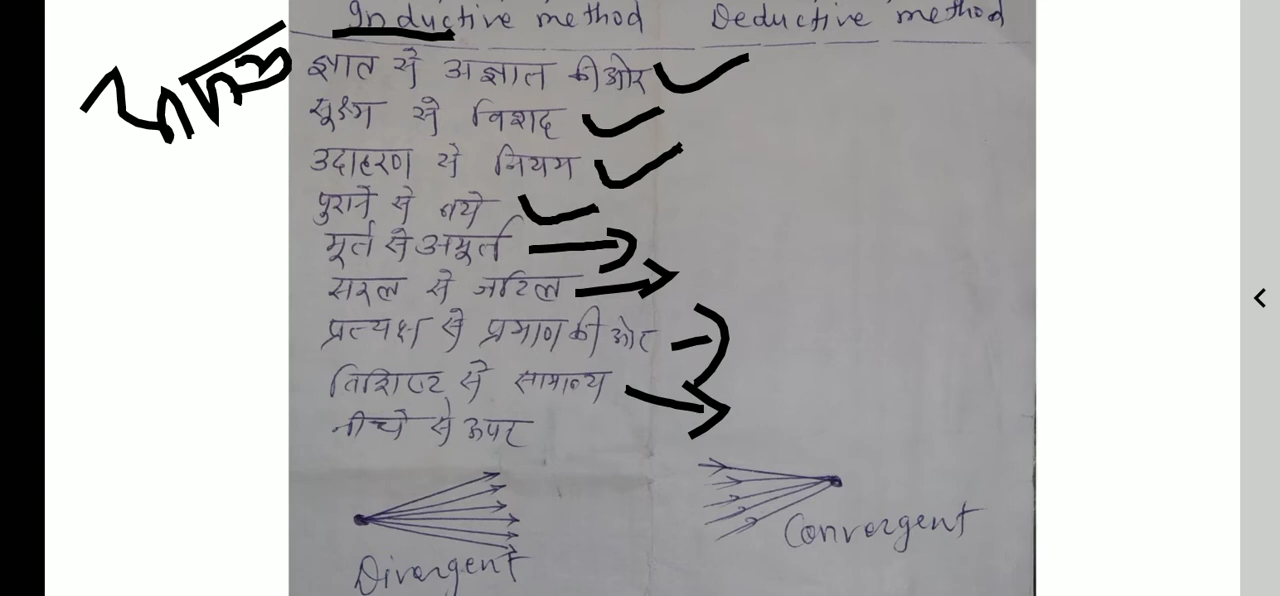 Inductive method Deductive method
ज्ञात से अज्ञात की ओर
सूक्ष्म से विशद
उदाहरण से नियम
पुराने से नये
मूर्त से अमूर्त
सरल से जटिल
प्रत्यक्ष से प्रमाण की ओर
विशिष्ट से सामान्य
नीचे से ऊपर
Divergent
Convergent